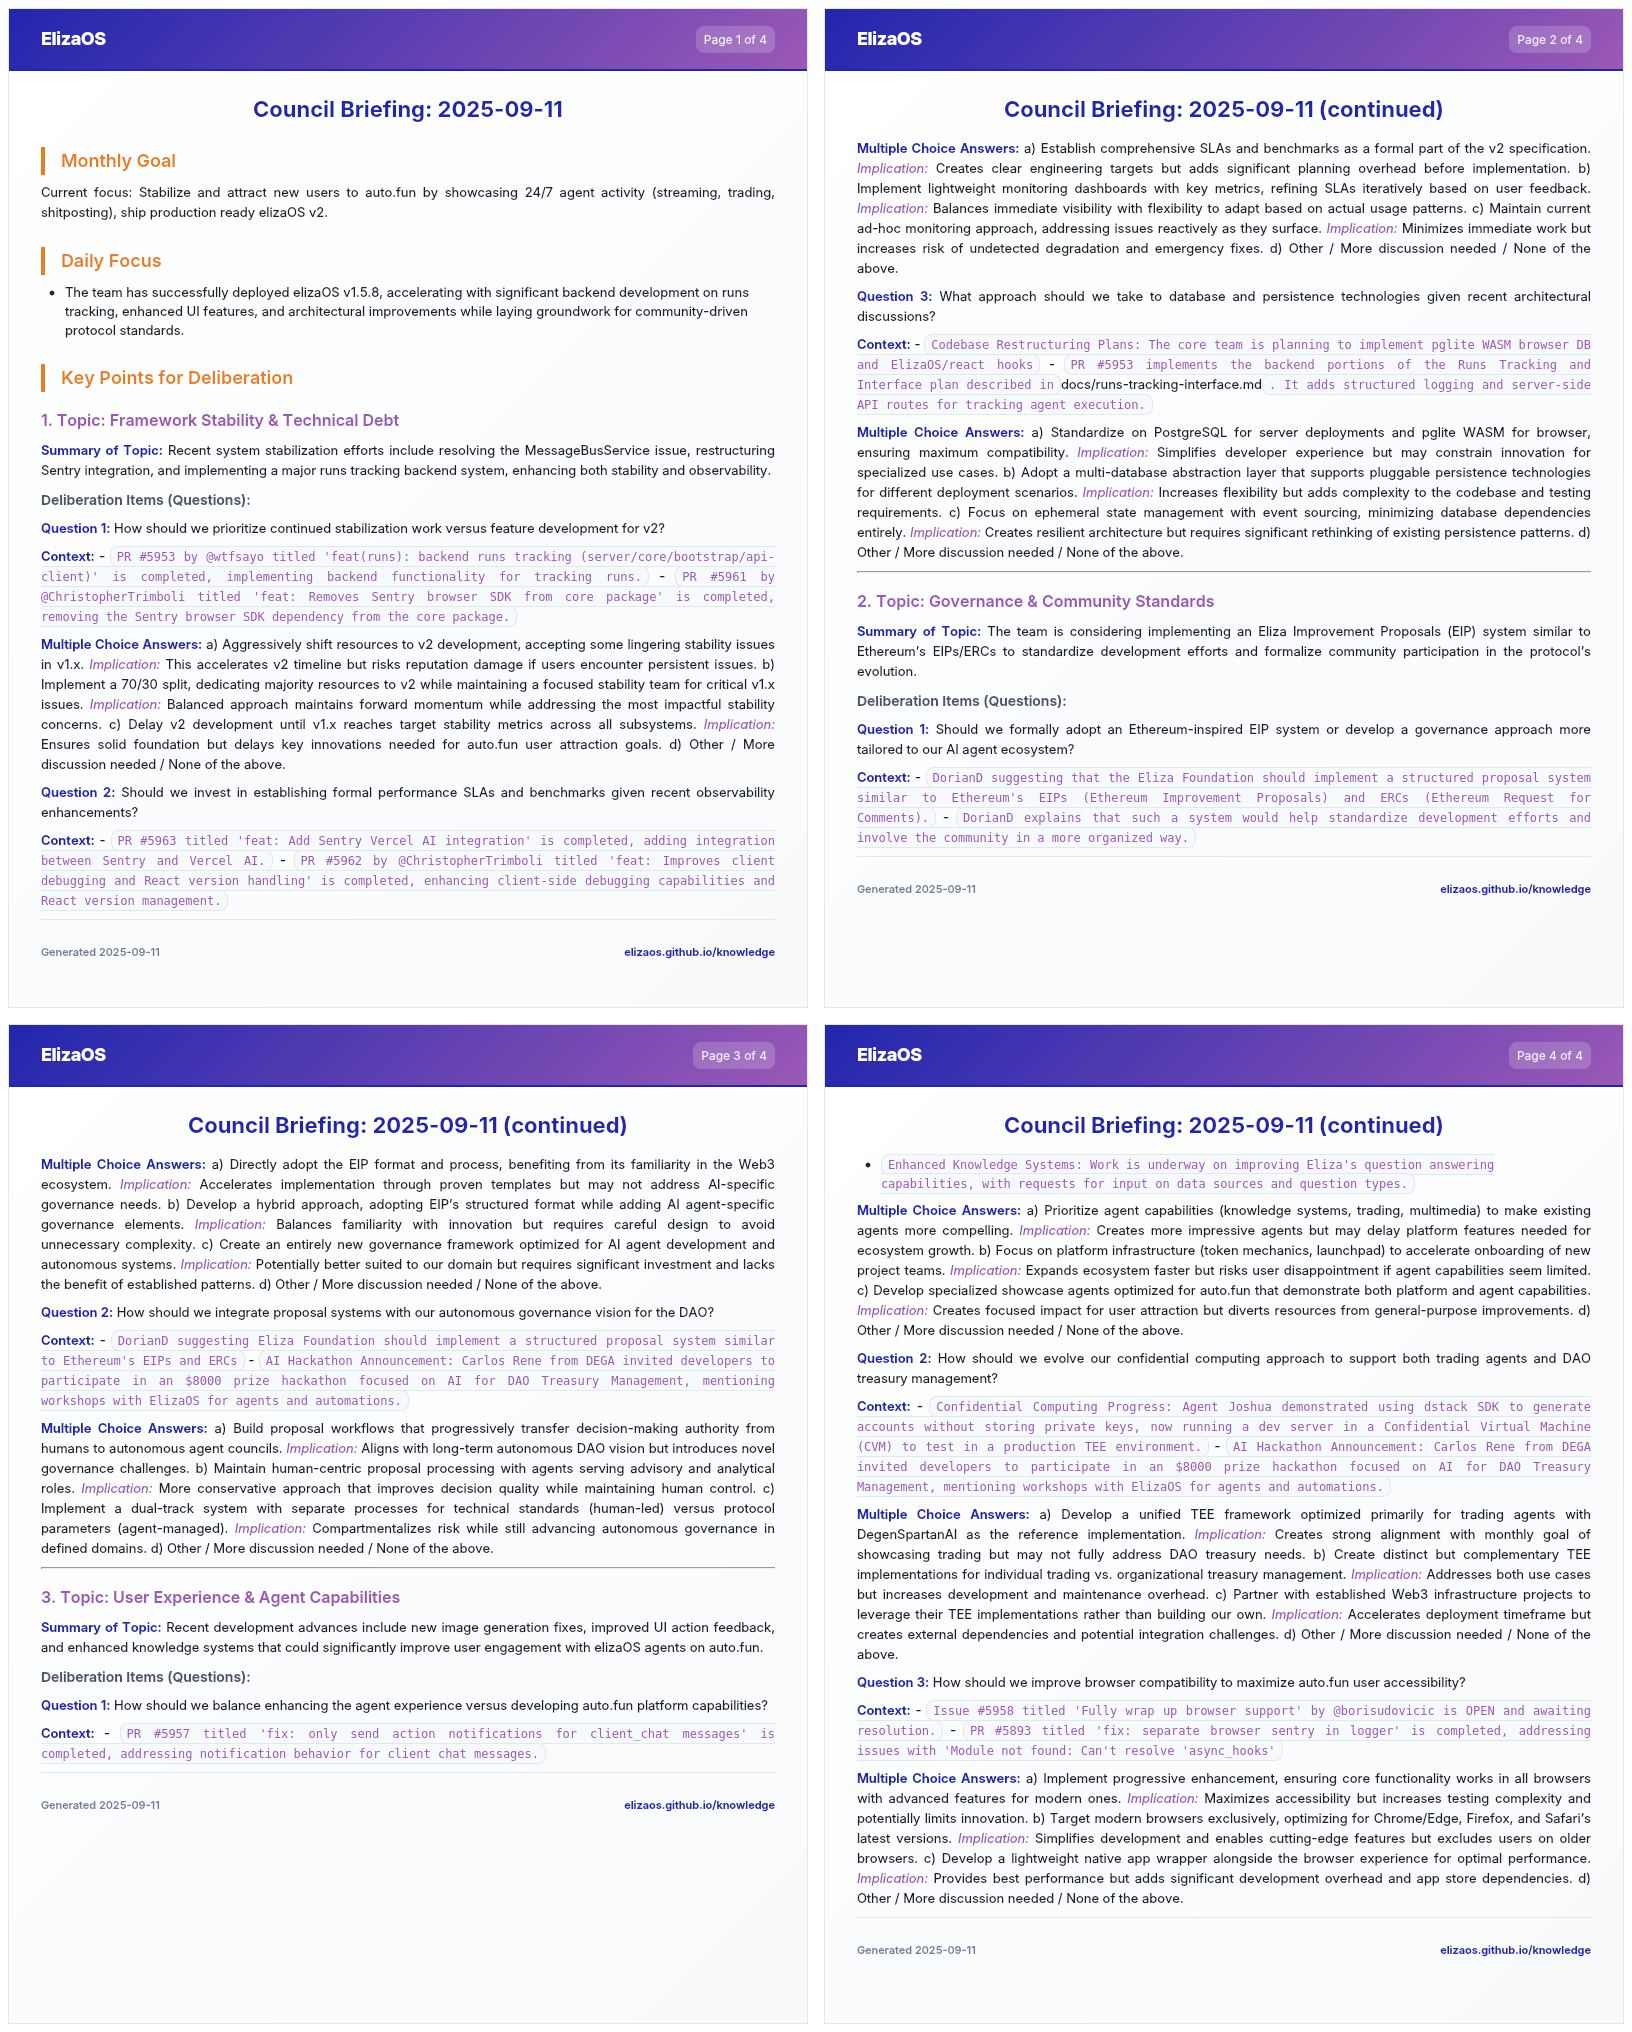 ElizaOS
Page 1 of 4
Council Briefing: 2025-09-11
Monthly Goal
Current focus: Stabilize and attract new users to auto.fun by showcasing 24/7 agent activity (streaming, trading,
shitposting), ship production ready elizaOS v2.
Daily Focus
• The team has successfully deployed elizaOS v1.5.8, accelerating with significant backend development on runs
tracking, enhanced UI features, and architectural improvements while laying groundwork for community-driven
protocol standards.
Key Points for Deliberation
1. Topic: Framework Stability & Technical Debt
Summary of Topic: Recent system stabilization efforts include resolving the MessageBusService issue, restructuring
Sentry integration, and implementing a major runs tracking backend system, enhancing both stability and observability.
Deliberation Items (Questions):
Question 1: How should we prioritize continued stabilization work versus feature development for v2?
Context: - PR #5953 by @wtfsayo titled 'feat(runs): backend runs tracking (server/core/bootstrap/api-
client)' is completed, implementing backend functionality for tracking runs. - PR #5961 by
@ChristopherTrimboli titled 'feat: Removes Sentry browser SDK from core package' is completed,
removing the Sentry browser SDK dependency from the core package.
Multiple Choice Answers: a) Aggressively shift resources to v2 development, accepting some lingering stability issues
in v1.x. Implication: This accelerates v2 timeline but risks reputation damage if users encounter persistent issues. b)
Implement a 70/30 split, dedicating majority resources to v2 while maintaining a focused stability team for critical v1.x
issues. Implication: Balanced approach maintains forward momentum while addressing the most impactful stability
concerns. c) Delay v2 development until v1.x reaches target stability metrics across all subsystems. Implication:
Ensures solid foundation but delays key innovations needed for auto.fun user attraction goals. d) Other / More
discussion needed / None of the above.
Question 2: Should we invest in establishing formal performance SLAs and benchmarks given recent observability
enhancements?
Context: - PR #5963 titled 'feat: Add Sentry Vercel AI integration' is completed, adding integration
between Sentry and Vercel AI. - PR #5962 by @ChristopherTrimboli titled 'feat: Improves client
debugging and React version handling' is completed, enhancing client-side debugging capabilities and
React version management.
Generated 2025-09-11
elizaos.github.io/knowledge
ElizaOS
Page 2 of 4
Council Briefing: 2025-09-11 (continued)
Multiple Choice Answers: a) Establish comprehensive SLAs and benchmarks as a formal part of the v2 specification.
Implication: Creates clear engineering targets but adds significant planning overhead before implementation. b)
Implement lightweight monitoring dashboards with key metrics, refining SLAs iteratively based on user feedback.
Implication: Balances immediate visibility with flexibility to adapt based on actual usage patterns. c) Maintain current
ad-hoc monitoring approach, addressing issues reactively as they surface. Implication: Minimizes immediate work but
increases risk of undetected degradation and emergency fixes. d) Other / More discussion needed / None of the
above.
Question 3: What approach should we take to database and persistence technologies given recent architectural
discussions?
Context: - Codebase Restructuring Plans: The core team is planning to implement pglite WASM browser DB
and ElizaOS/react hooks - PR #5953 implements the backend portions of the Runs Tracking and
Interface plan described in docs/runs-tracking-interface.md . It adds structured logging and server-side
API routes for tracking agent execution.
Multiple Choice Answers: a) Standardize on PostgreSQL for server deployments and pglite WASM for browser,
ensuring maximum compatibility. Implication: Simplifies developer experience but may constrain innovation for
specialized use cases. b) Adopt a multi-database abstraction layer that supports pluggable persistence technologies
for different deployment scenarios. Implication: Increases flexibility but adds complexity to the codebase and testing
requirements. c) Focus on ephemeral state management with event sourcing, minimizing database dependencies
entirely. Implication: Creates resilient architecture but requires significant rethinking of existing persistence patterns. d)
Other / More discussion needed / None of the above.
2. Topic: Governance & Community Standards
Summary of Topic: The team is considering implementing an Eliza Improvement Proposals (EIP) system similar to
Ethereum's EIPs/ERCs to standardize development efforts and formalize community participation in the protocol's
evolution.
Deliberation Items (Questions):
Question 1: Should we formally adopt an Ethereum-inspired EIP system or develop a governance approach more
tailored to our AI agent ecosystem?
Context: - DorianD suggesting that the Eliza Foundation should implement a structured proposal system
similar to Ethereum's EIPs (Ethereum Improvement Proposals) and ERCs (Ethereum Request for
Comments). - DorianD explains that such a system would help standardize development efforts and
involve the community in a more organized way.
Generated 2025-09-11
elizaos.github.io/knowledge
ElizaOS
Page 3 of 4
Council Briefing: 2025-09-11 (continued)
Multiple Choice Answers: a) Directly adopt the EIP format and process, benefiting from its familiarity in the Web3
ecosystem. Implication: Accelerates implementation through proven templates but may not address AI-specific
governance needs. b) Develop a hybrid approach, adopting EIP's structured format while adding AI agent-specific
governance elements. Implication: Balances familiarity with innovation but requires careful design to avoid
unnecessary complexity. c) Create an entirely new governance framework optimized for AI agent development and
autonomous systems. Implication: Potentially better suited to our domain but requires significant investment and lacks
the benefit of established patterns. d) Other / More discussion needed / None of the above.
Question 2: How should we integrate proposal systems with our autonomous governance vision for the DAO?
Context: - DorianD suggesting Eliza Foundation should implement a structured proposal system similar
to Ethereum's EIPs and ERCs - AI Hackathon Announcement: Carlos Rene from DEGA invited developers to
participate in an $8000 prize hackathon focused on AI for DAO Treasury Management, mentioning
workshops with ElizaOS for agents and automations.
Multiple Choice Answers: a) Build proposal workflows that progressively transfer decision-making authority from
humans to autonomous agent councils. Implication: Aligns with long-term autonomous DAO vision but introduces novel
governance challenges. b) Maintain human-centric proposal processing with agents serving advisory and analytical
roles. Implication: More conservative approach that improves decision quality while maintaining human control. c)
Implement a dual-track system with separate processes for technical standards (human-led) versus protocol
parameters (agent-managed). Implication: Compartmentalizes risk while still advancing autonomous governance in
defined domains. d) Other / More discussion needed / None of the above.
3. Topic: User Experience & Agent Capabilities
Summary of Topic: Recent development advances include new image generation fixes, improved UI action feedback,
and enhanced knowledge systems that could significantly improve user engagement with elizaOS agents on auto.fun.
Deliberation Items (Questions):
Question 1: How should we balance enhancing the agent experience versus developing auto.fun platform capabilities?
Context: - PR #5957 titled 'fix: only send action notifications for client_chat messages' is
completed, addressing notification behavior for client chat messages.
Generated 2025-09-11
elizaos.github.io/knowledge
ElizaOS
Page 4 of 4
Council Briefing: 2025-09-11 (continued)
• Enhanced Knowledge Systems: Work is underway on improving Eliza's question answering
capabilities, with requests for input on data sources and question types.
Multiple Choice Answers: a) Prioritize agent capabilities (knowledge systems, trading, multimedia) to make existing
agents more compelling. Implication: Creates more impressive agents but may delay platform features needed for
ecosystem growth. b) Focus on platform infrastructure (token mechanics, launchpad) to accelerate onboarding of new
project teams. Implication: Expands ecosystem faster but risks user disappointment if agent capabilities seem limited.
c) Develop specialized showcase agents optimized for auto.fun that demonstrate both platform and agent capabilities.
Implication: Creates focused impact for user attraction but diverts resources from general-purpose improvements. d)
Other / More discussion needed / None of the above.
Question 2: How should we evolve our confidential computing approach to support both trading agents and DAO
treasury management?
Context: - Confidential Computing Progress: Agent Joshua demonstrated using dstack SDK to generate
accounts without storing private keys, now running a dev server in a Confidential Virtual Machine
(CVM) to test in a production TEE environment. - AI Hackathon Announcement: Carlos Rene from DEGA
invited developers to participate in an $8000 prize hackathon focused on AI for DAO Treasury
Management, mentioning workshops with ElizaOS for agents and automations.
Multiple Choice Answers: a) Develop a unified TEE framework optimized primarily for trading agents with
DegenSpartanAI as the reference implementation. Implication: Creates strong alignment with monthly goal of
showcasing trading but may not fully address DAO treasury needs. b) Create distinct but complementary TEE
implementations for individual trading vs. organizational treasury management. Implication: Addresses both use cases
but increases development and maintenance overhead. c) Partner with established Web3 infrastructure projects to
leverage their TEE implementations rather than building our own. Implication: Accelerates deployment timeframe but
creates external dependencies and potential integration challenges. d) Other / More discussion needed / None of the
above.
Question 3: How should we improve browser compatibility to maximize auto.fun user accessibility?
Context: - Issue #5958 titled 'Fully wrap up browser support' by @borisudovicic is OPEN and awaiting
resolution. - PR #5893 titled 'fix: separate browser sentry in logger' is completed, addressing
issues with 'Module not found: Can't resolve 'async_hooks'
Multiple Choice Answers: a) Implement progressive enhancement, ensuring core functionality works in all browsers
with advanced features for modern ones. Implication: Maximizes accessibility but increases testing complexity and
potentially limits innovation. b) Target modern browsers exclusively, optimizing for Chrome/Edge, Firefox, and Safari's
latest versions. Implication: Simplifies development and enables cutting-edge features but excludes users on older
browsers. c) Develop a lightweight native app wrapper alongside the browser experience for optimal performance.
Implication: Provides best performance but adds significant development overhead and app store dependencies. d)
Other / More discussion needed / None of the above.
Generated 2025-09-11
elizaos.github.io/knowledge